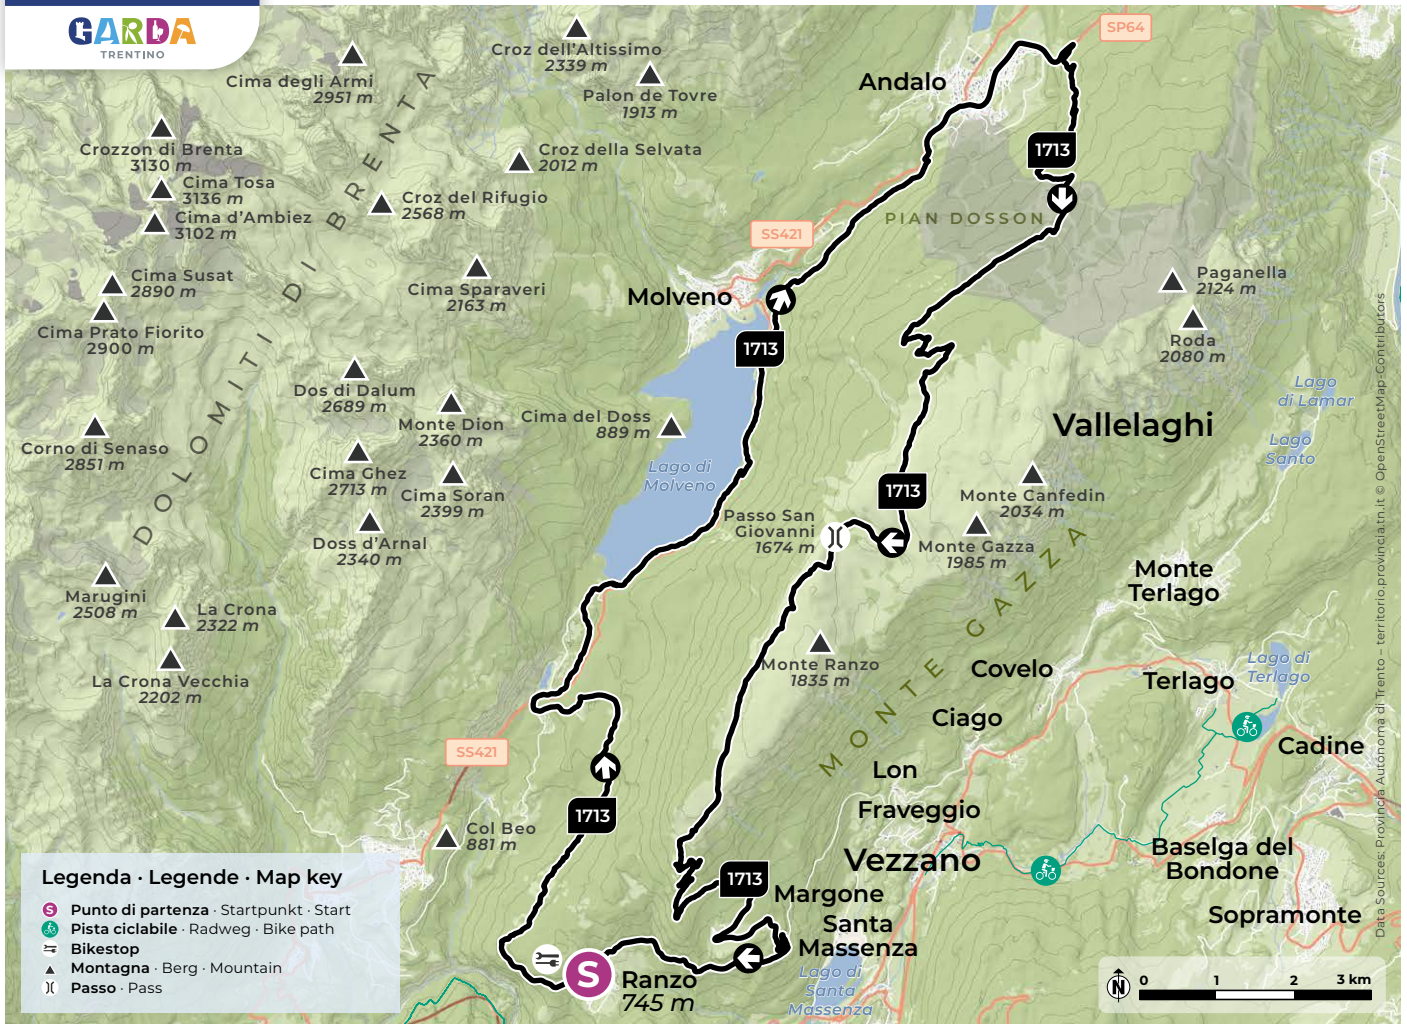 GARDA
TRENTINO
Cima degli Armi
2951 m
Croz dell'Altissimo
2339 m
Palon de Tovre
1913 m
SP64
Andalo
Crozzon di Brenta
3130 m
Cima Tosa
3136 m
Cima d'Ambiez
3102 m
Croz della Selvata
2012 m
Croz del Rifugio
2568 m
1713
PIAN DOSSON
SS421
DOLOMITI DI BRENTA
Cima Susat
2890 m
Cima Prato Fiorito
2900 m
Cima Sparaveri
2163 m
Molveno
1713
Paganella
2124 m
Roda
2080 m
Dos di Dalum
2689 m
Monte Dion
2360 m
Cima del Doss
889 m
Lago
di Lamar
Lago
Santo
Vallelaghi
Corno di Senaso
2851 m
Cima Ghez
2713 m
Cima Soran
2399 m
Lago di
Molveno
1713
Monte Canfedin
2034 m
Doss d'Arnal
2340 m
Passo San
Giovanni
1674 m
Monte Gazza
1985 m
MONTE GAZZA
Marugini
2508 m
La Crona
2322 m
La Crona Vecchia
2202 m
Monte
Terlago
Monte Ranzo
1835 m
Covelo
Terlago
Lago di
Terlago
Ciago
Cadine
SS421
Lon
Fraveggio
1713
Col Beo
881 m
Vezzano
Baselga del
Bondone
1713
Margone
Santa
Massenza
Sopramonte
Lago di
Santa
Massenza
S
Ranzo
745 m
Legenda · Legende · Map key
S Punto di partenza · Startpunkt · Start
Pista ciclabile · Radweg · Bike path
Bikestop
Montagna · Berg · Mountain
Passo · Pass
N
0 1 2 3 km
Data Sources: Provincia Autonoma di Trento – territorio.provincia.tn.it © OpenStreetMap-Contributors